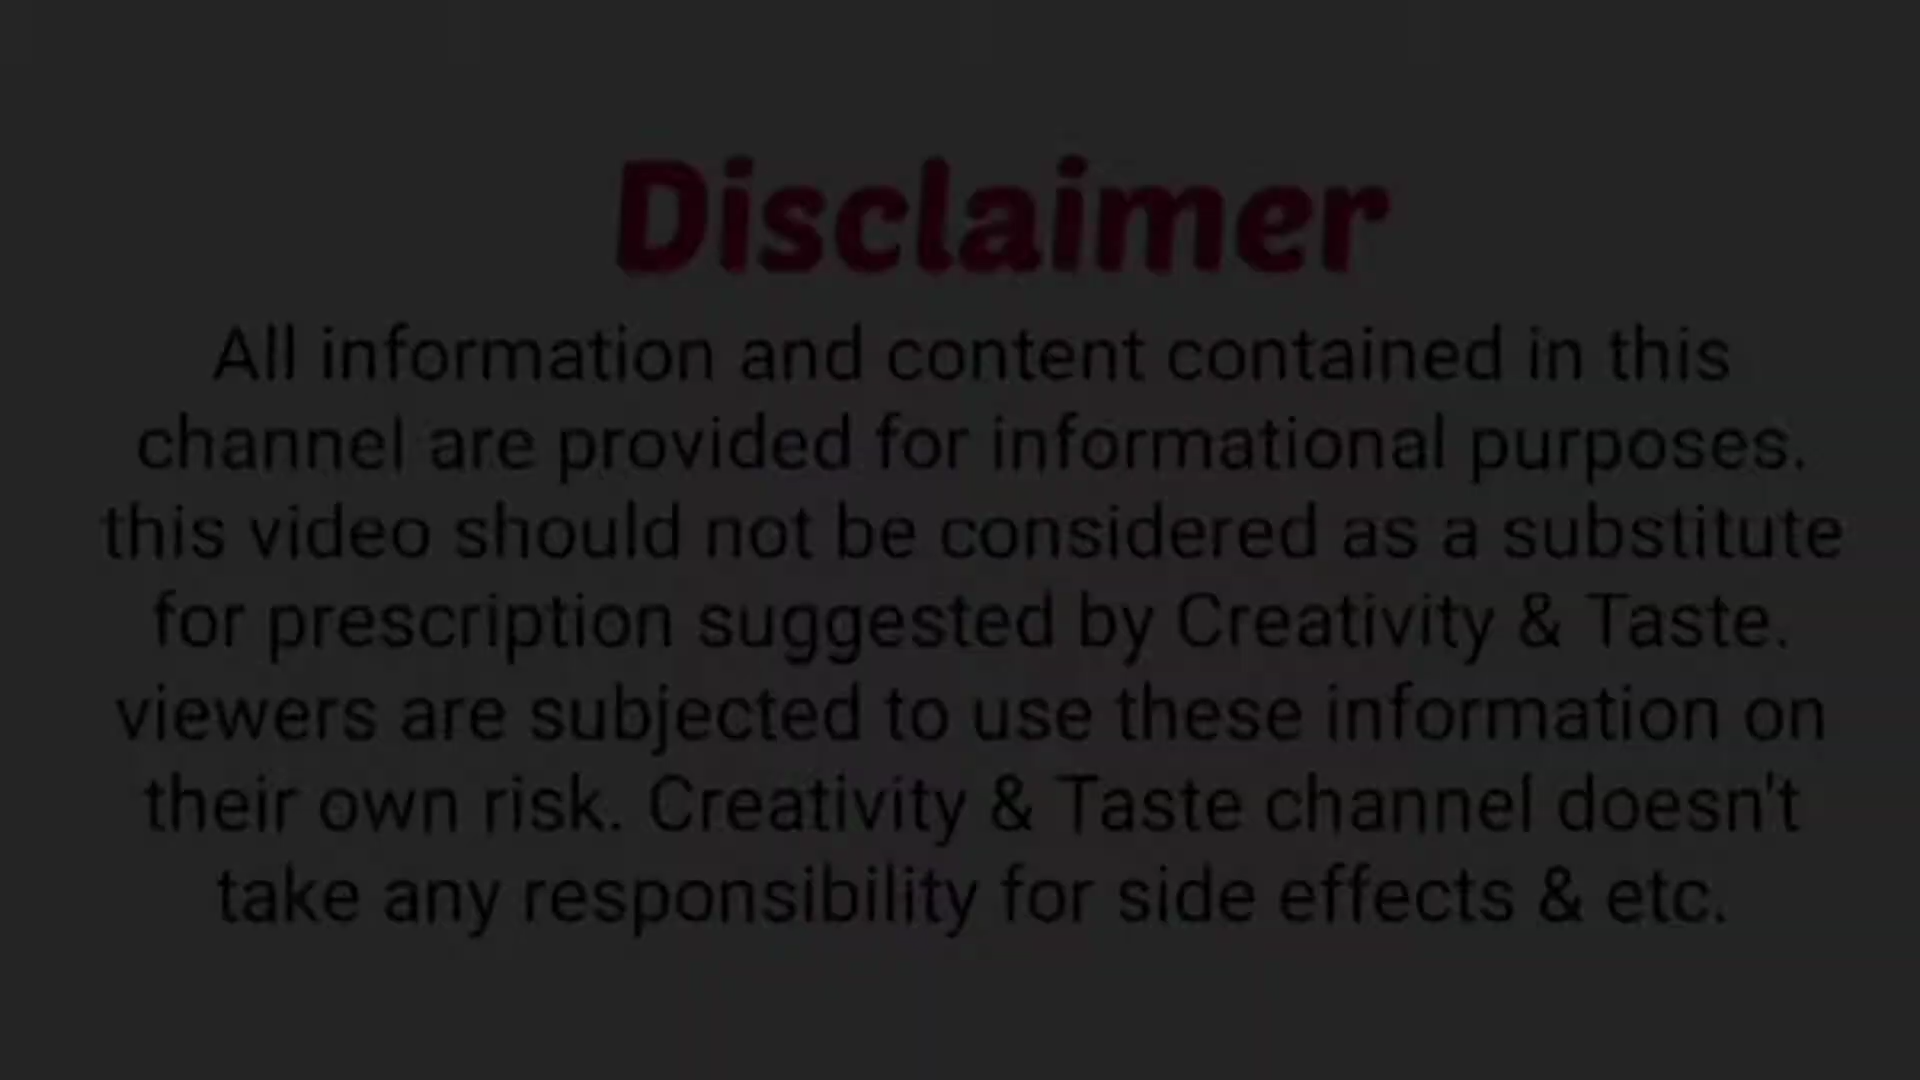 Disclaimer
All information and content contained in this
channel are provided for informational purposes.
this video should not be considered as a substitute
for prescription suggested by Creativity & Taste.
viewers are subjected to use these information on
their own risk. Creativity & Taste channel doesn't
take any responsibility for side effects & etc.